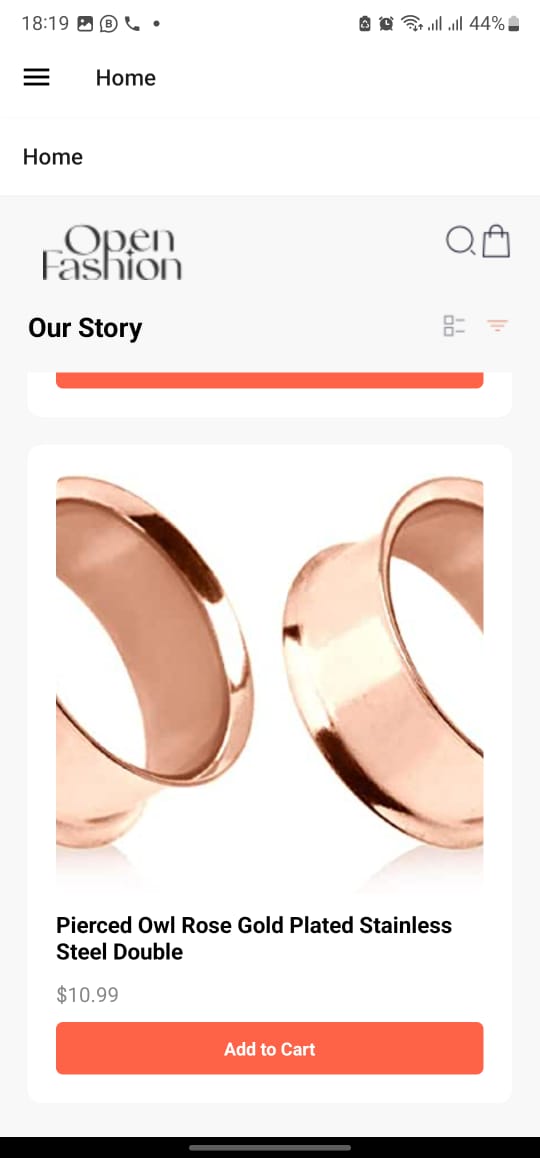 18:19 44%
Home
Home
Open
Fashion
Our Story
Pierced Owl Rose Gold Plated Stainless
Steel Double
$10.99
Add to Cart